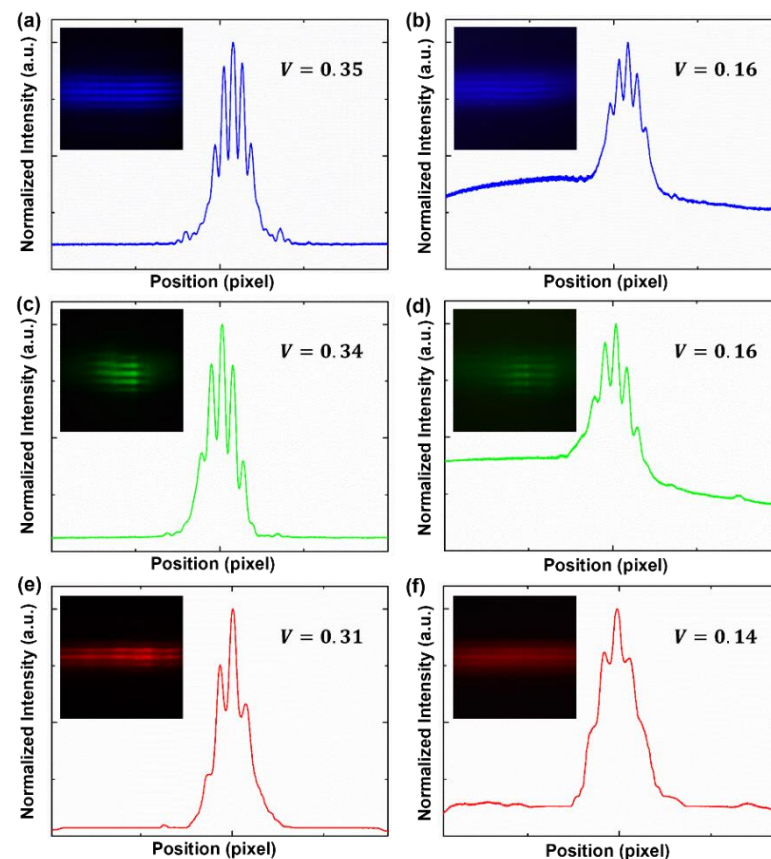 (a)
V = 0.35
Normalized Intensity (a.u.)
Position (pixel)
(b)
V = 0.16
Normalized Intensity (a.u.)
Position (pixel)
(c)
V = 0.34
Normalized Intensity (a.u.)
Position (pixel)
(d)
V = 0.16
Normalized Intensity (a.u.)
Position (pixel)
(e)
V = 0.31
Normalized Intensity (a.u.)
Position (pixel)
(f)
V = 0.14
Normalized Intensity (a.u.)
Position (pixel)